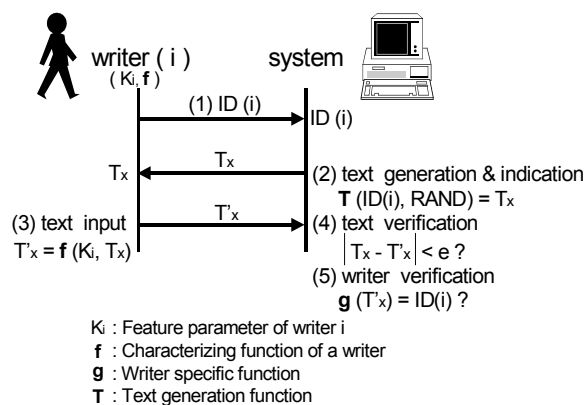 writer ( i ) system
( Ki, f )
(1) ID (i) ID (i)
Tx Tx (2) text generation & indication
T (ID(i), RAND) = Tx
(3) text input T'x (4) text verification
T'x = f (Ki, Tx) |Tx - T'x| < e ?
(5) writer verification
g (T'x) = ID(i) ?
Ki : Feature parameter of writer i
f : Characterizing function of a writer
g : Writer specific function
T : Text generation function